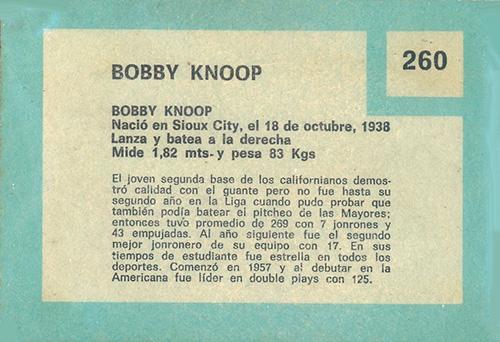 BOBBY KNOOP
260
BOBBY KNOOP
Nació en Sioux City, el 18 de octubre, 1938
Lanza y batea a la derecha
Mide 1,82 mts- y pesa 83 Kgs
El joven segunda base de los californianos demos-
tró calidad con el guante pero no fue hasta su
segundo año en la Liga cuando pudo probar que
también podía batear el pitcheo de las Mayores;
entonces tuvo promedio de 269 con 7 jonrones y
43 empujadas. Al año siguiente fue el segundo
mejor jonronero de su equipo con 17. En sus
tiempos de estudiante fue estrella en todos los
deportes. Comenzó en 1957 y al debutar en la
Americana fue líder en double plays con 125.